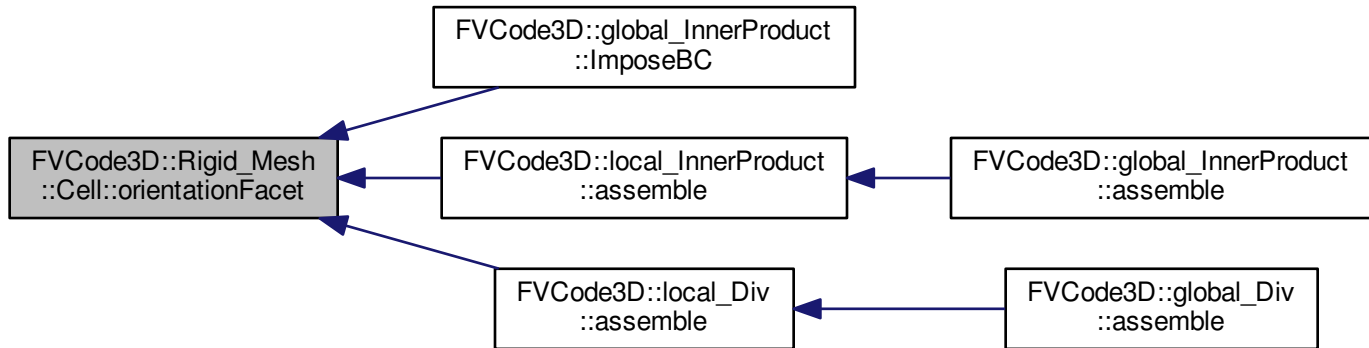 FVCode3D::global_InnerProduct
::ImposeBC
FVCode3D::Rigid_Mesh
::Cell::orientationFacet
FVCode3D::local_InnerProduct
::assemble
FVCode3D::global_InnerProduct
::assemble
FVCode3D::local_Div
::assemble
FVCode3D::global_Div
::assemble